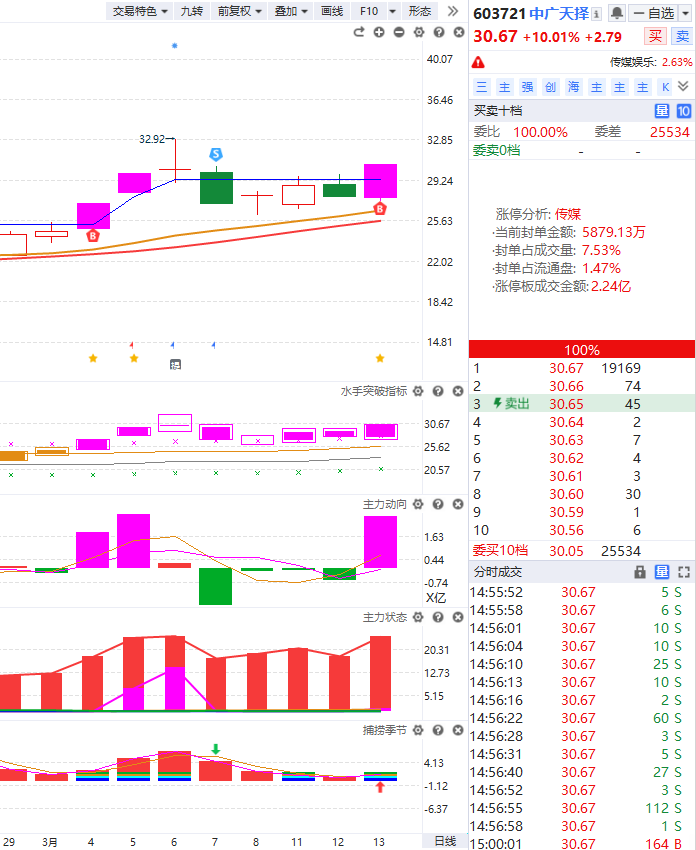 交易特色 九转 前复权 叠加 画线 F10 形态
603721 中广天择 自选
30.67 +10.01% +2.79 买 卖
传媒娱乐: 2.63%
三 主 强 创 海 主 主 主 K
买卖十档 量 10
委比 100.00% 委差 25534
委卖0档 - -
涨停分析: 传媒
·当前封单金额: 5879.13万
·封单占成交量: 7.53%
·封单占流通盘: 1.47%
·涨停板成交金额: 2.24亿
100%
1 30.67 19169
2 30.66 74
3 卖出 30.65 45
4 30.64 2
5 30.63 7
6 30.62 4
7 30.61 3
8 30.60 30
9 30.59 1
10 30.56 6
委买10档 30.05 25534
分时成交 量
14:55:52 30.67 5 S
14:55:58 30.67 6 S
14:56:01 30.67 10 S
14:56:04 30.67 10 S
14:56:10 30.67 25 S
14:56:13 30.67 10 S
14:56:16 30.67 2 S
14:56:22 30.67 60 S
14:56:28 30.67 3 S
14:56:31 30.67 5 S
14:56:40 30.67 27 S
14:56:52 30.67 3 S
14:56:55 30.67 112 S
14:56:58 30.67 1 S
15:00:01 30.67 164 B
40.07
36.46
32.85
29.24
25.63
22.02
18.42
14.81
32.92
S
B
B
水手突破指标
30.67
25.62
20.57
主力动向
1.63
0.44
-0.74
X亿
主力状态
20.31
12.73
5.15
捕捞季节
4.13
-1.12
-6.37
29 3月 4 5 6 7 8 11 12 13 日线